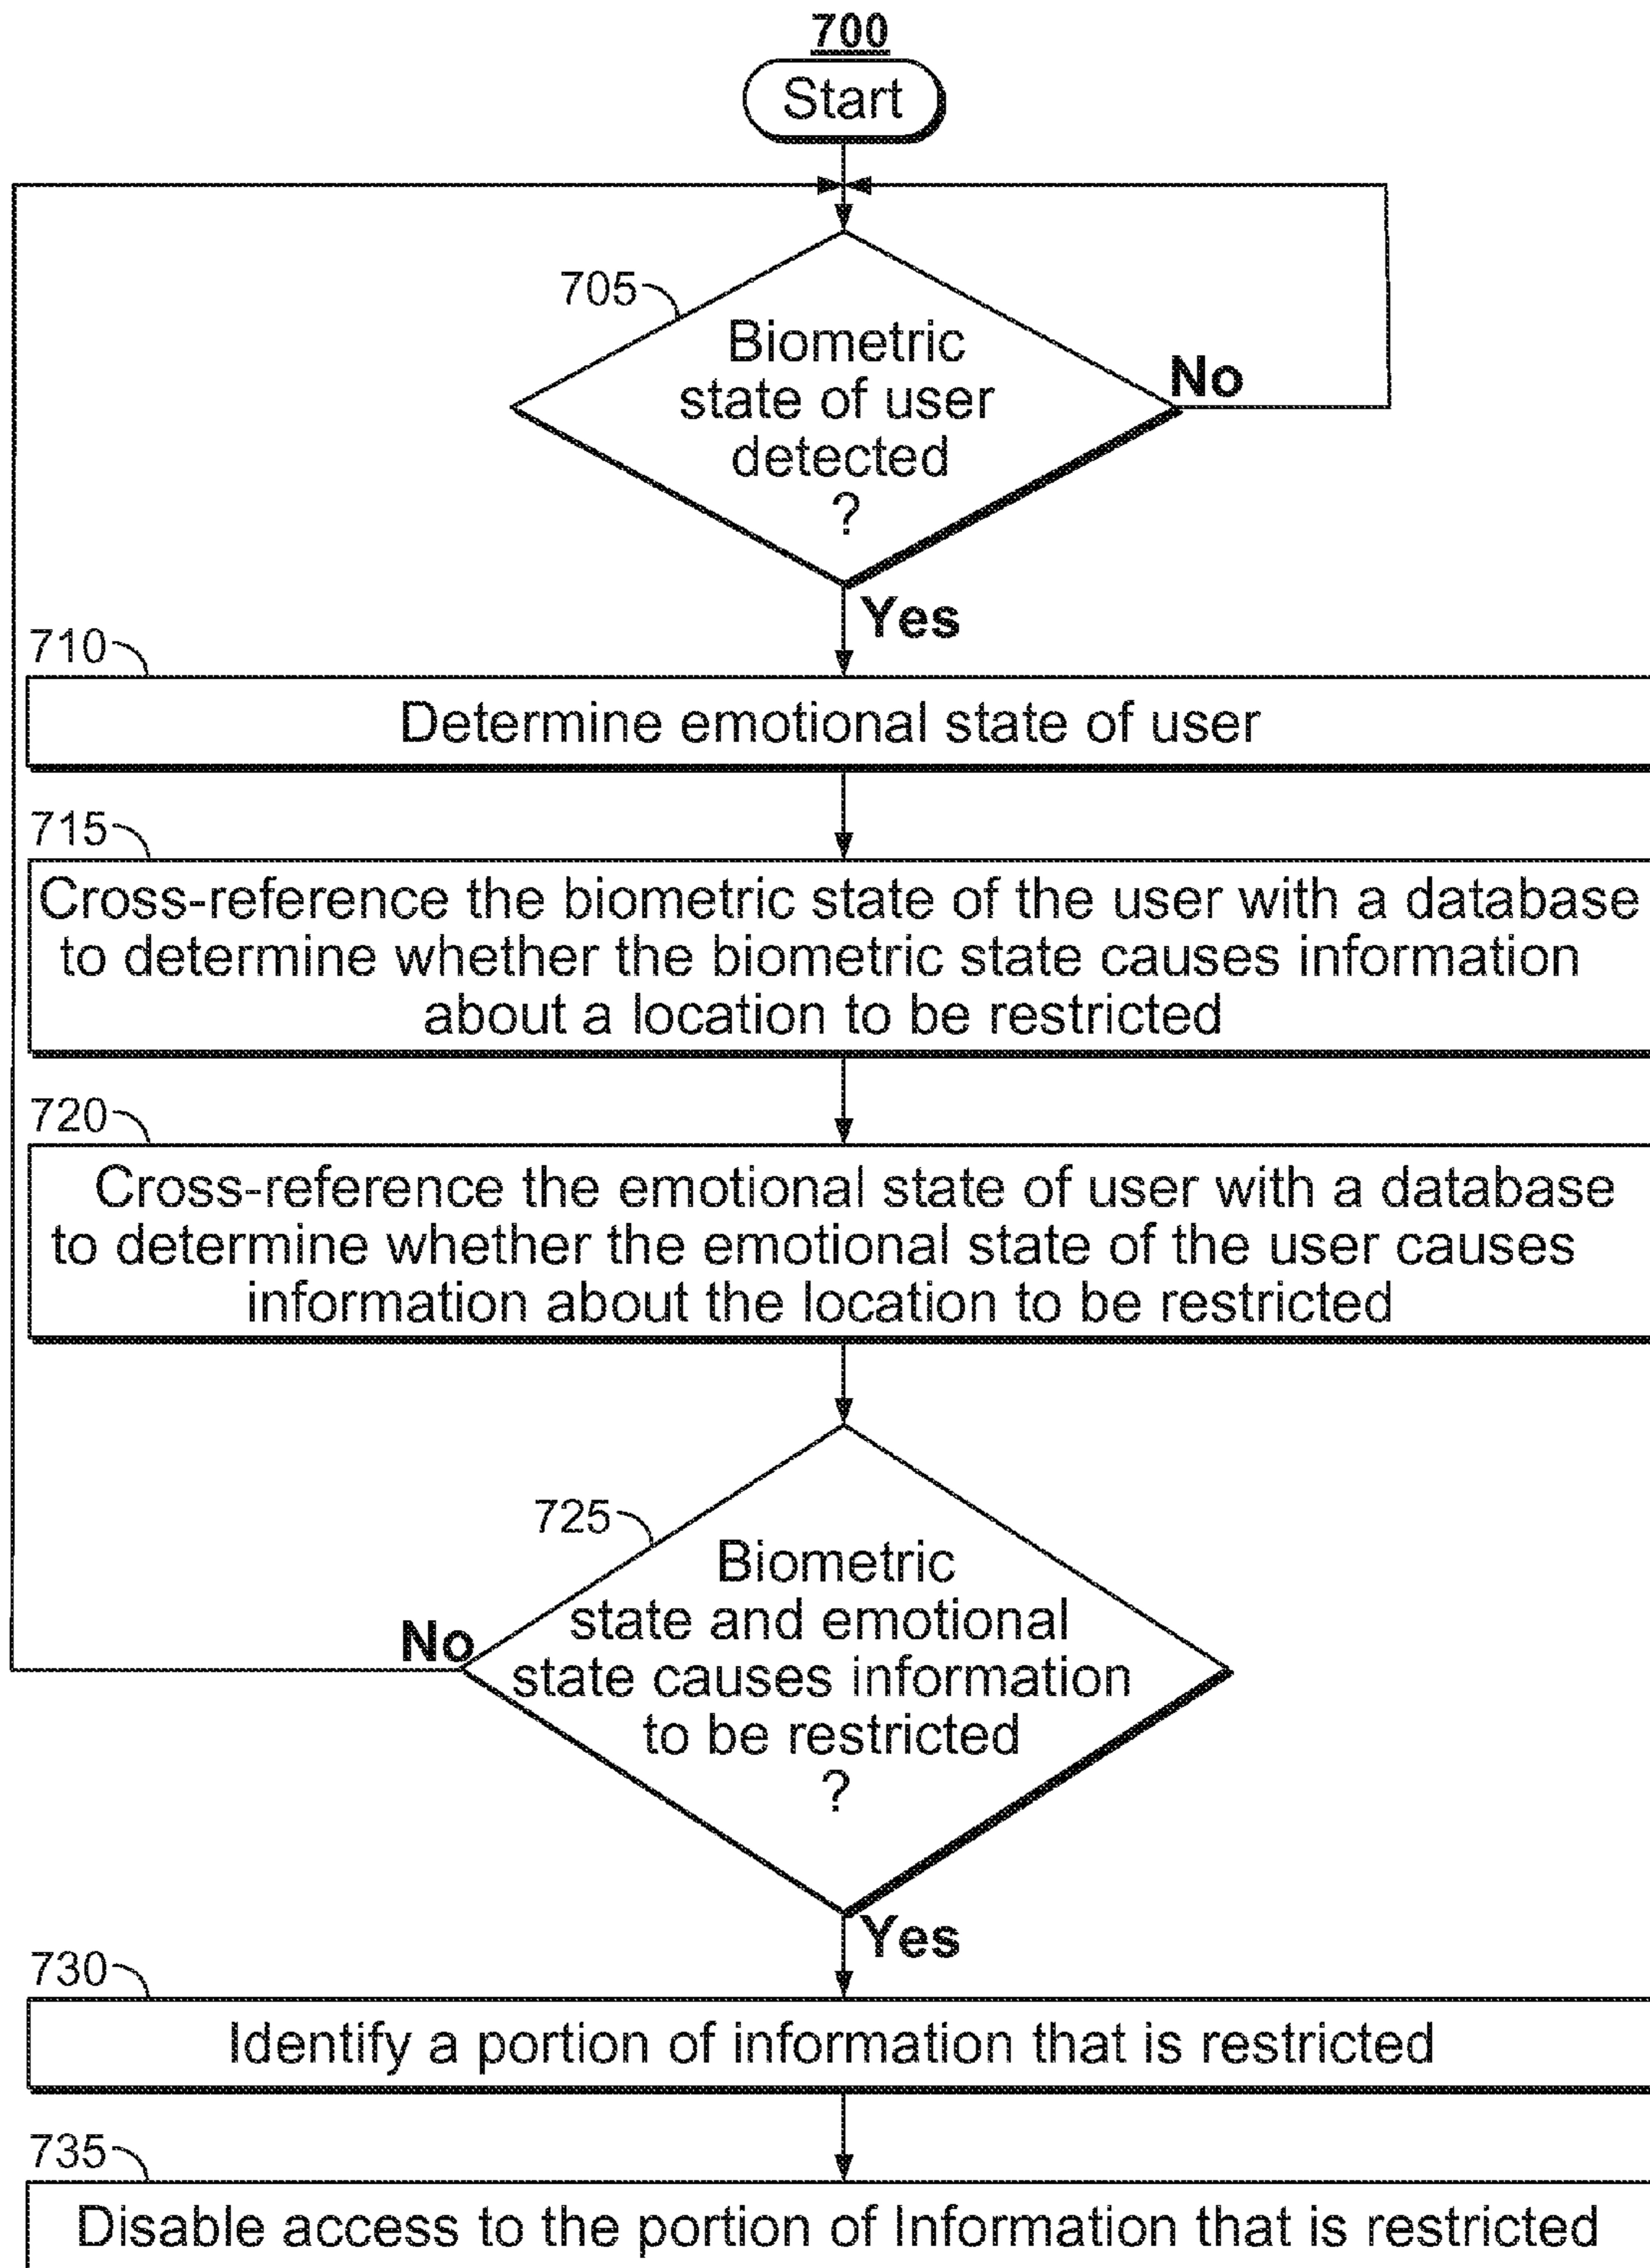 700
Start
705
Biometric
state of user
detected
?
No
Yes
710
Determine emotional state of user
715
Cross-reference the biometric state of the user with a database
to determine whether the biometric state causes information
about a location to be restricted
720
Cross-reference the emotional state of user with a database
to determine whether the emotional state of the user causes
information about the location to be restricted
725
Biometric
state and emotional
state causes information
to be restricted
?
No
Yes
730
Identify a portion of information that is restricted
735
Disable access to the portion of Information that is restricted